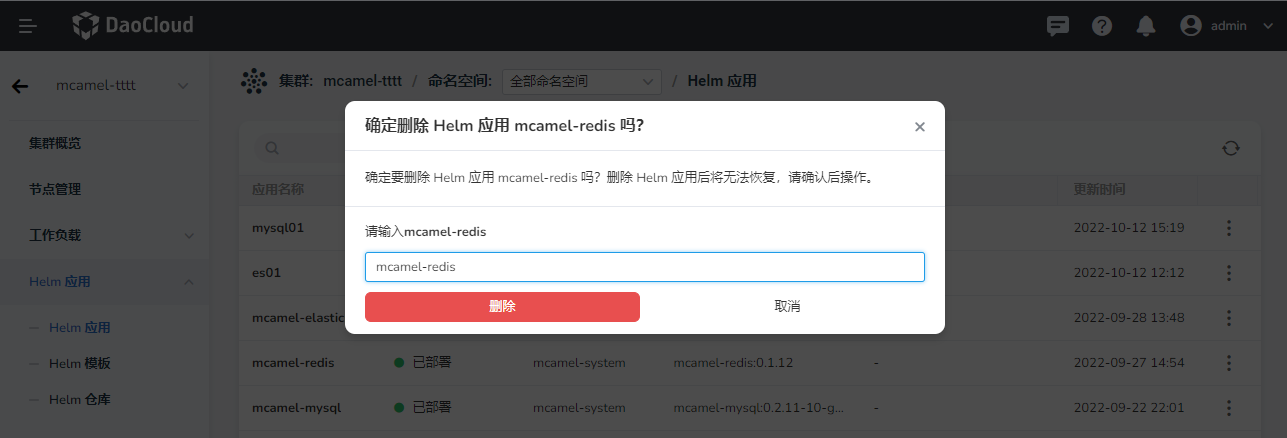 DaoCloud
admin
mcamel-tttt
集群: mcamel-tttt / 命名空间: 全部命名空间 / Helm 应用
集群概览
节点管理
工作负载
Helm 应用
Helm 应用
Helm 模板
Helm 仓库
确定删除 Helm 应用 mcamel-redis 吗？
确定要删除 Helm 应用 mcamel-redis 吗？删除 Helm 应用后将无法恢复，请确认后操作。
请输入mcamel-redis
mcamel-redis
删除 取消
应用名称 更新时间
mysql01 2022-10-12 15:19
es01 2022-10-12 12:12
mcamel-elastic 2022-09-28 13:48
mcamel-redis 已部署 mcamel-system mcamel-redis:0.1.12 - 2022-09-27 14:54
mcamel-mysql 已部署 mcamel-system mcamel-mysql:0.2.11-10-g... - 2022-09-22 22:01